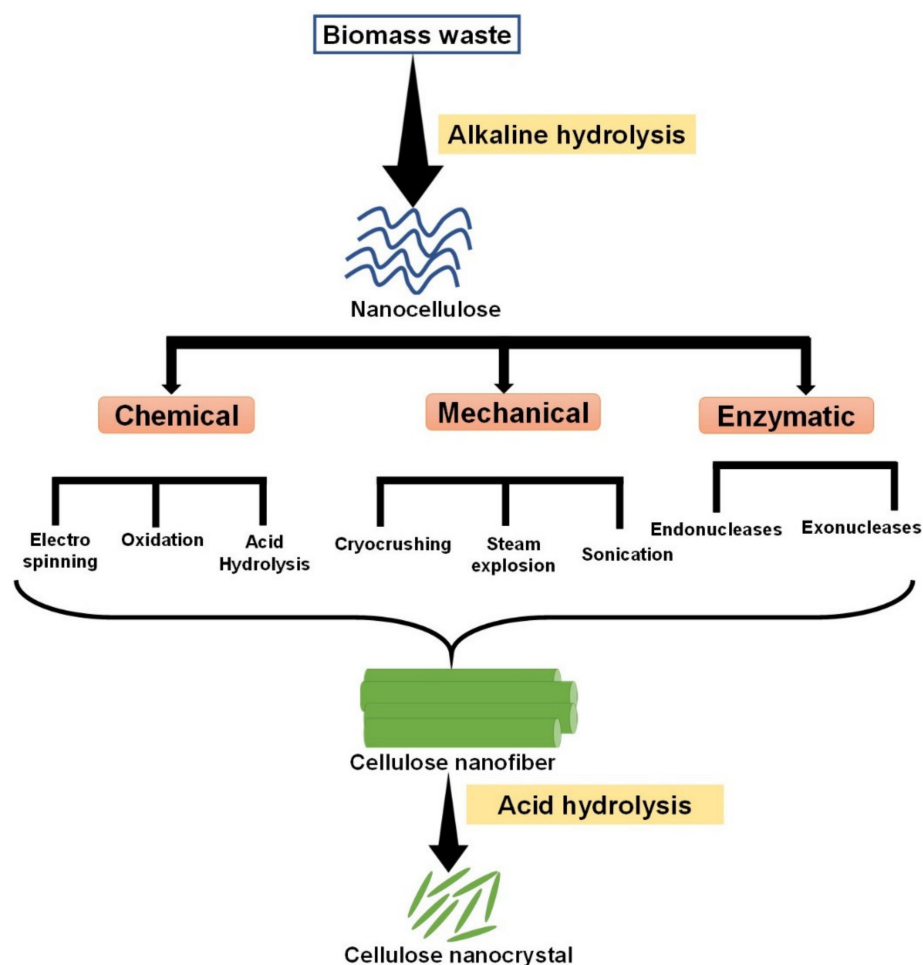 Biomass waste
Alkaline hydrolysis
Nanocellulose
Chemical
Mechanical
Enzymatic
Electro
spinning
Oxidation
Acid
Hydrolysis
Cryocrushing
Steam
explosion
Sonication
Endonucleases
Exonucleases
Cellulose nanofiber
Acid hydrolysis
Cellulose nanocrystal